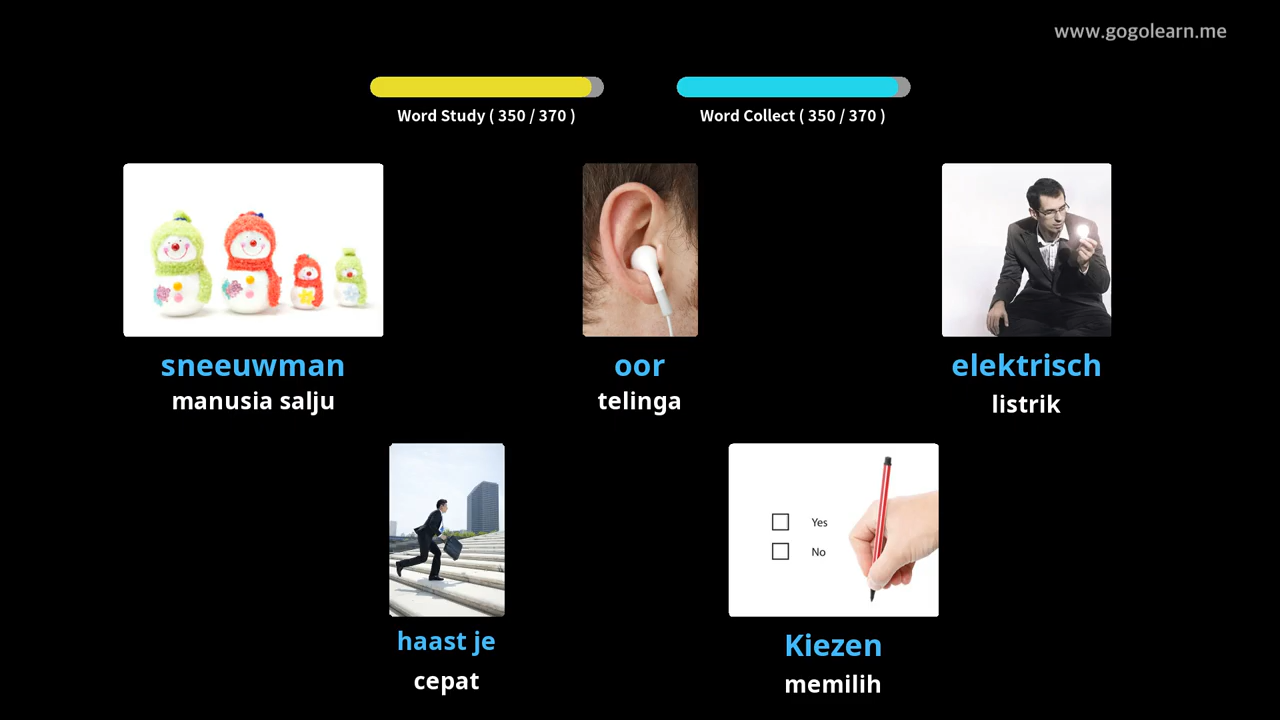 www.gogolearn.me
Word Study ( 350 / 370 )
Word Collect ( 350 / 370 )
sneeuwman
manusia salju
oor
telinga
elektrisch
listrik
Yes
No
haast je
cepat
Kiezen
memilih